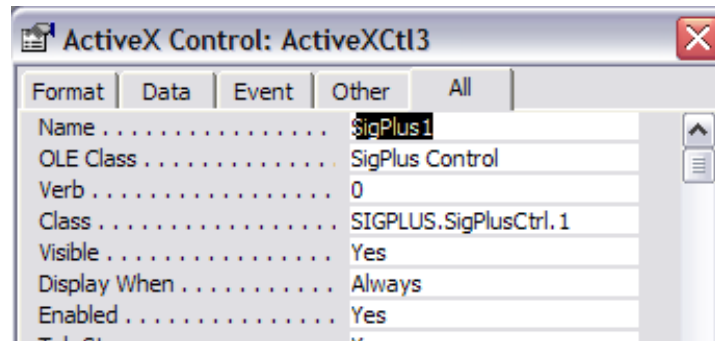 ActiveX Control: ActiveXCtl3
Format Data Event Other All
Name . . . . . . . . . . . . . . . . SigPlus1
OLE Class . . . . . . . . . . . . . SigPlus Control
Verb . . . . . . . . . . . . . . . . . 0
Class . . . . . . . . . . . . . . . . . SIGPLUS.SigPlusCtrl.1
Visible . . . . . . . . . . . . . . . . Yes
Display When . . . . . . . . . . . Always
Enabled . . . . . . . . . . . . . . . Yes